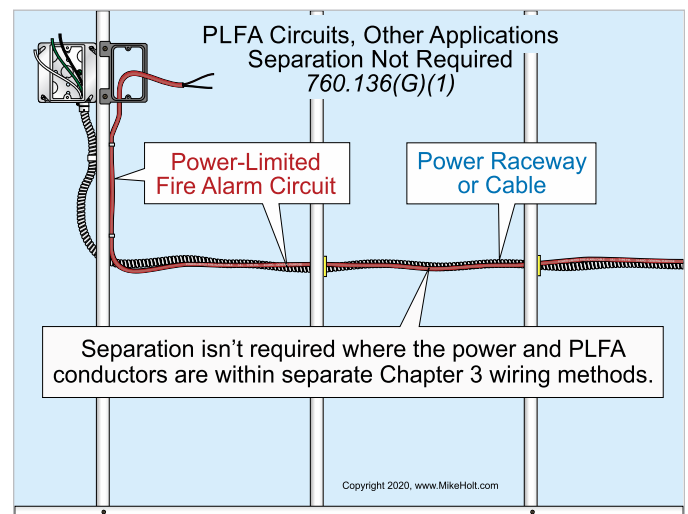 PLFA Circuits, Other Applications
Separation Not Required
760.136(G)(1)
Power-Limited
Fire Alarm Circuit
Power Raceway
or Cable
Separation isn't required where the power and PLFA
conductors are within separate Chapter 3 wiring methods.
Copyright 2020, www.MikeHolt.com